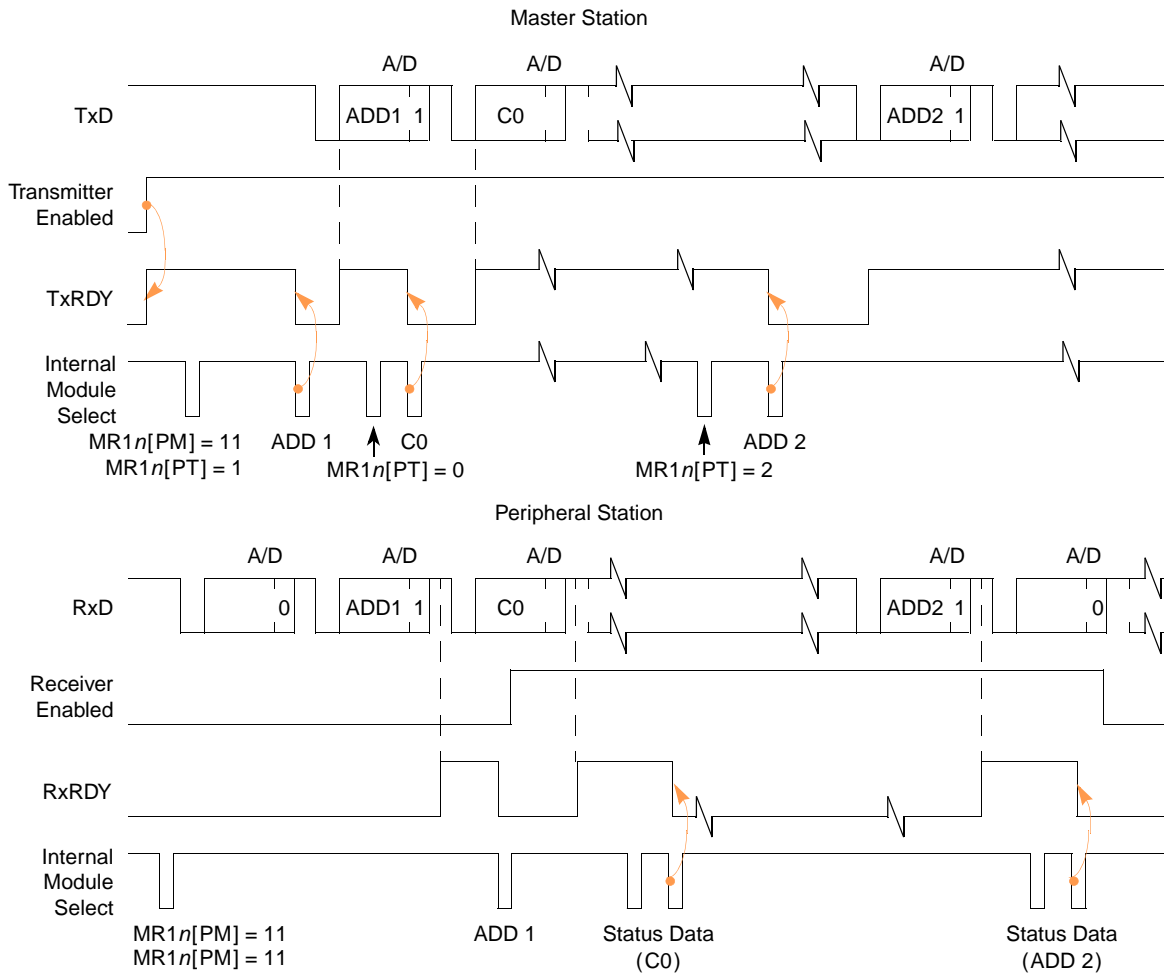 Master Station
A/D A/D A/D
TxD ADD1 1 C0 ADD2 1
Transmitter
Enabled
TxRDY
Internal
Module
Select
MR1n[PM] = 11 ADD 1 C0 ADD 2
MR1n[PT] = 1 MR1n[PT] = 0 MR1n[PT] = 2
Peripheral Station
A/D A/D A/D A/D A/D
RxD 0 ADD1 1 C0 ADD2 1 0
Receiver
Enabled
RxRDY
Internal
Module
Select
MR1n[PM] = 11 ADD 1 Status Data Status Data
MR1n[PM] = 11 (C0) (ADD 2)